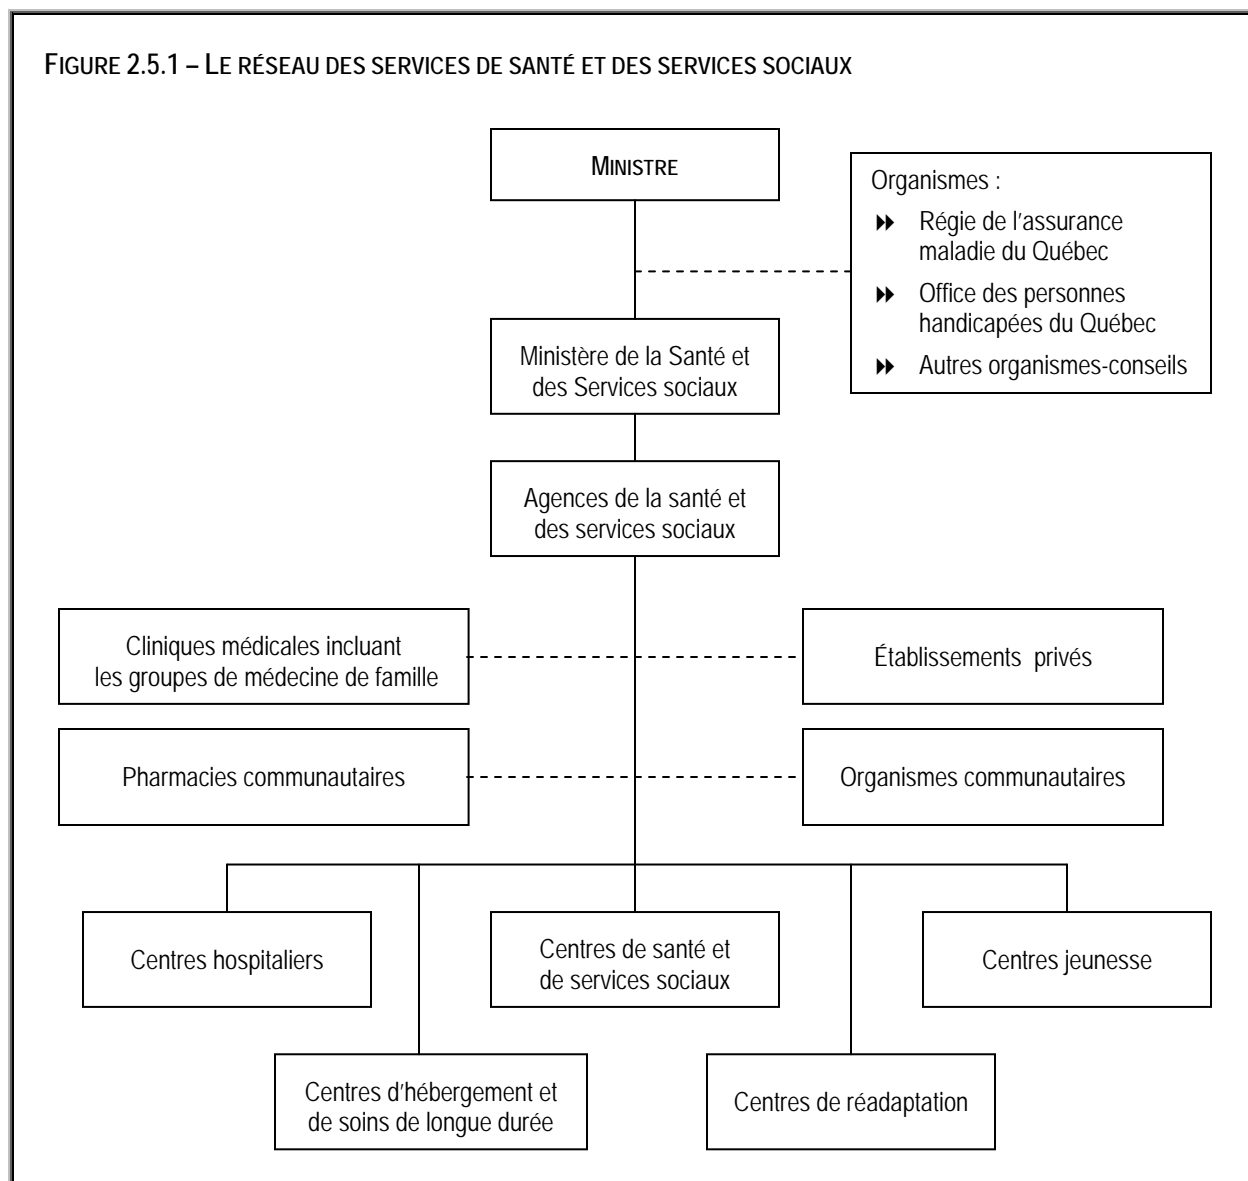 FIGURE 2.5.1 – LE RÉSEAU DES SERVICES DE SANTÉ ET DES SERVICES SOCIAUX
MINISTRE
Organismes :
Régie de l'assurance
maladie du Québec
Office des personnes
handicapées du Québec
Autres organismes-conseils
Ministère de la Santé et
des Services sociaux
Agences de la santé et
des services sociaux
Cliniques médicales incluant
les groupes de médecine de famille
Établissements privés
Pharmacies communautaires
Organismes communautaires
Centres hospitaliers
Centres de santé et
de services sociaux
Centres jeunesse
Centres d'hébergement et
de soins de longue durée
Centres de réadaptation